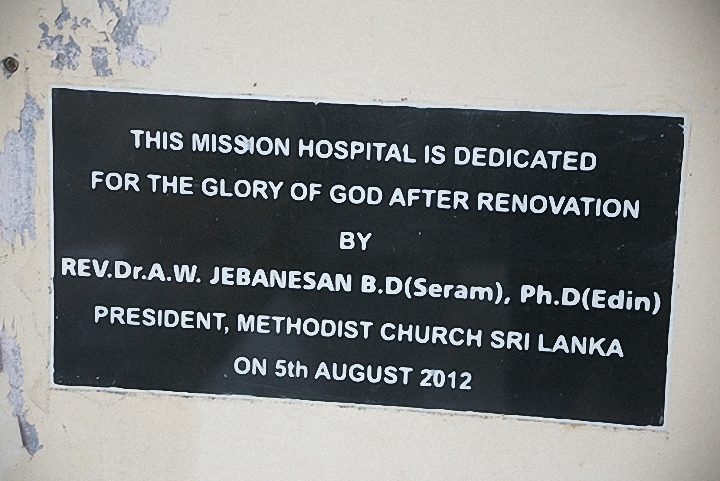 THIS MISSION HOSPITAL IS DEDICATED
FOR THE GLORY OF GOD AFTER RENOVATION
BY
REV.Dr.A.W. JEBANESAN B.D(Seram), Ph.D(Edin)
PRESIDENT, METHODIST CHURCH SRI LANKA
ON 5th AUGUST 2012